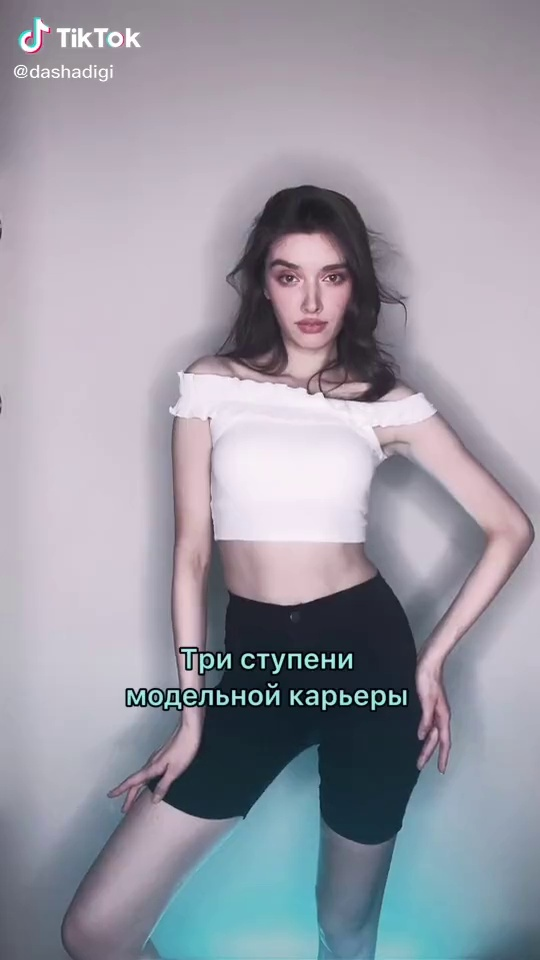 TikTok
@dashadigi
Три ступени
модельной карьеры